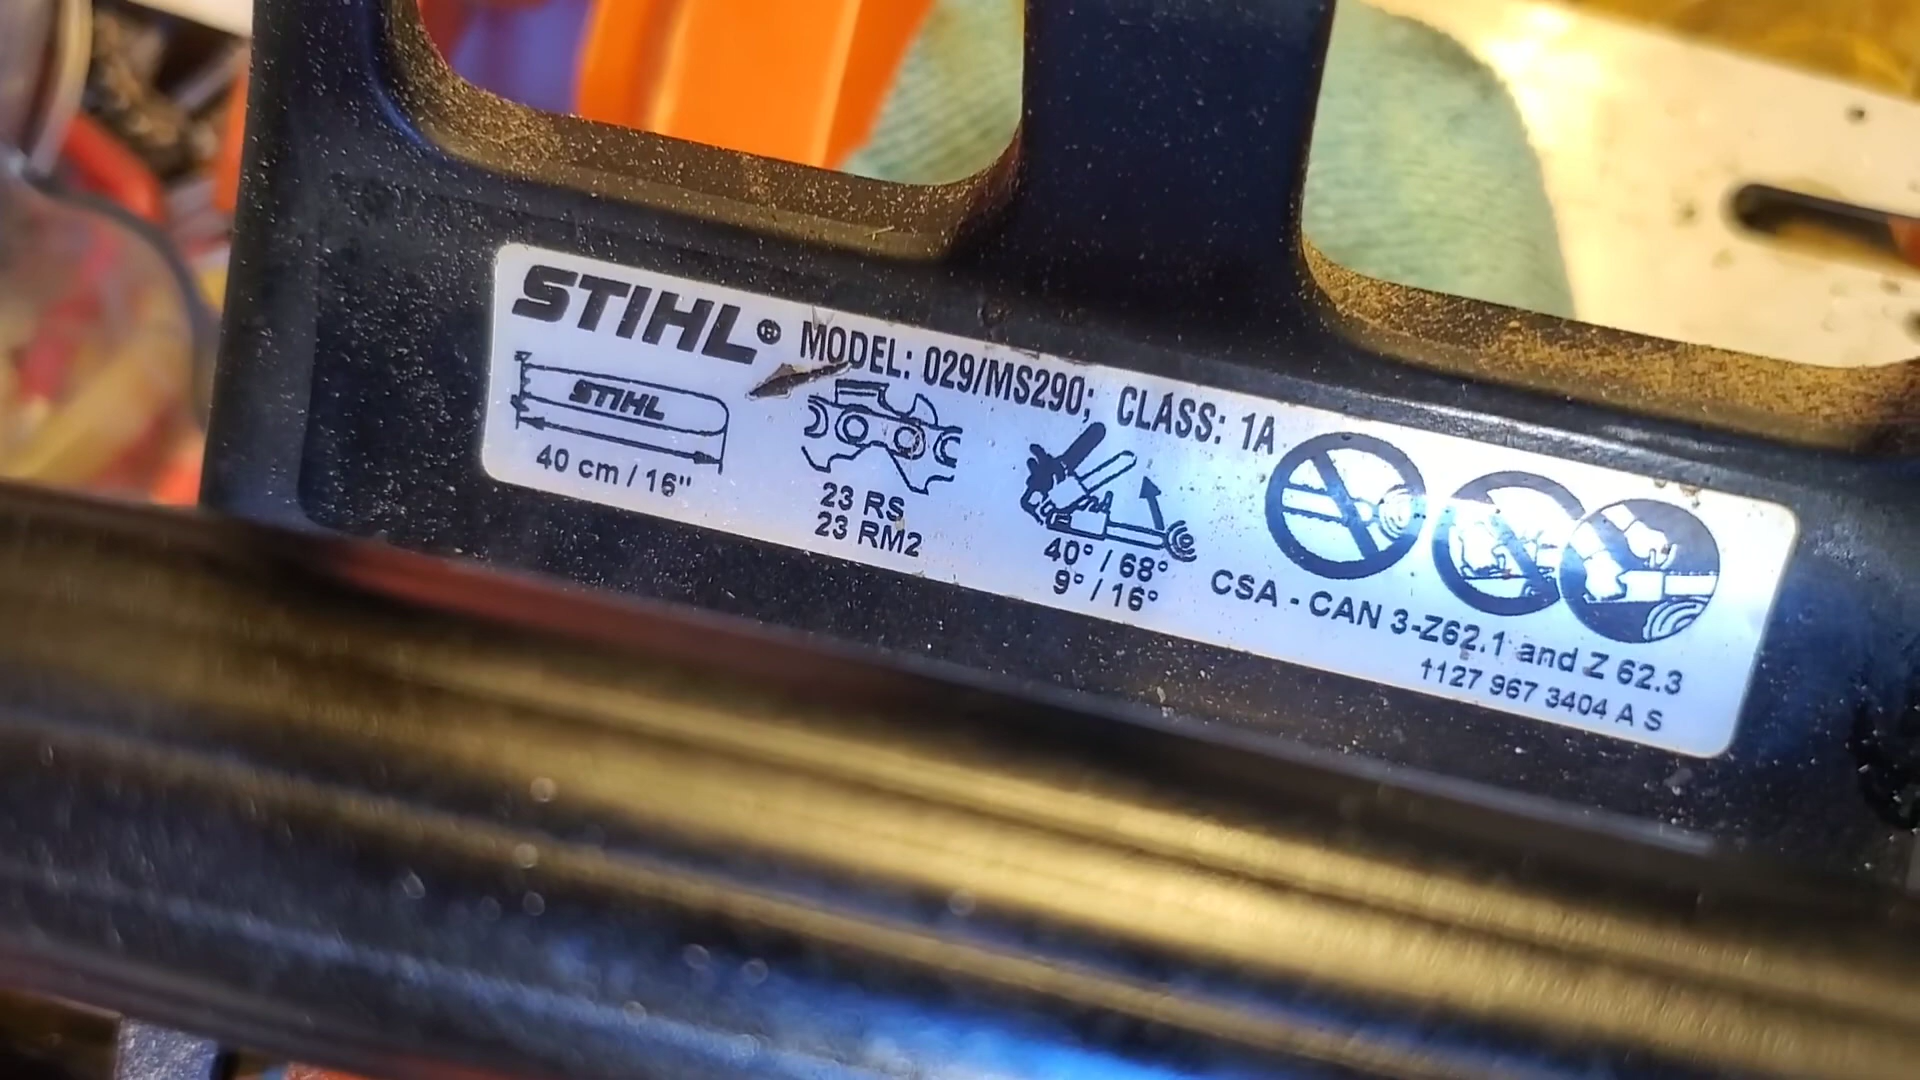 STIHL® MODEL: 029/MS290; CLASS: 1A
STIHL
40 cm / 16"
23 RS
23 RM2
40° / 68°
9° / 16°
CSA - CAN 3-Z62.1 and Z 62.3
1127 967 3404 A S